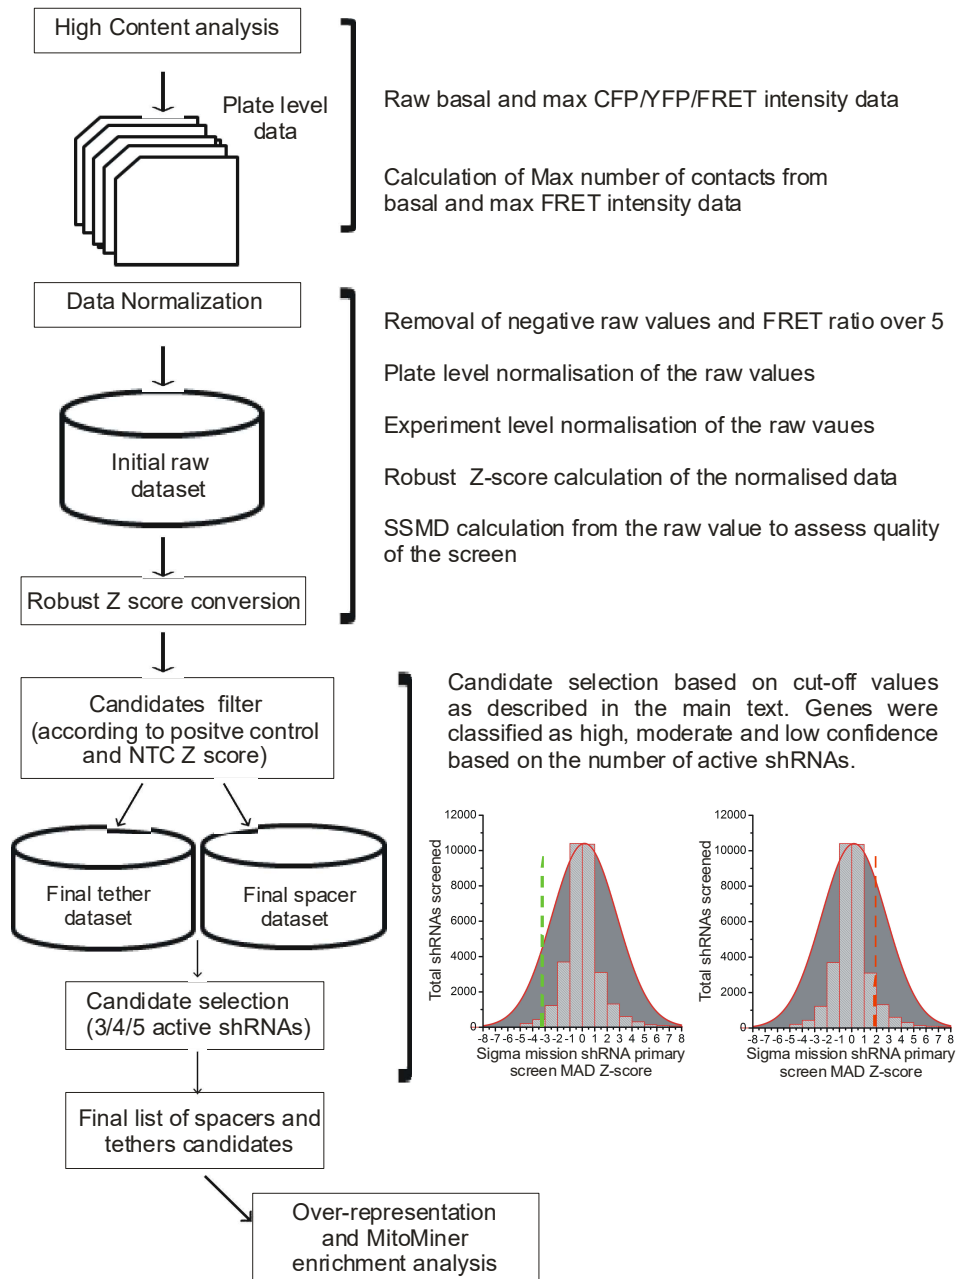 High Content analysis
Plate level
data
Raw basal and max CFP/YFP/FRET intensity data
Calculation of Max number of contacts from
basal and max FRET intensity data
Data Normalization
Removal of negative raw values and FRET ratio over 5
Plate level normalisation of the raw values
Experiment level normalisation of the raw vaues
Robust Z-score calculation of the normalised data
SSMD calculation from the raw value to assess quality
of the screen
Initial raw
dataset
Robust Z score conversion
Candidates filter
(according to positve control
and NTC Z score)
Candidate selection based on cut-off values
as described in the main text. Genes were
classified as high, moderate and low confidence
based on the number of active shRNAs.
Final tether
dataset
Final spacer
dataset
Candidate selection
(3/4/5 active shRNAs)
Final list of spacers and
tethers candidates
Over-representation
and MitoMiner
enrichment analysis
Total shRNAs screened
12000
10000
8000
6000
4000
2000
0
-8 -7 -6 -5 -4 -3 -2 -1 0 1 2 3 4 5 6 7 8
Sigma mission shRNA primary
screen MAD Z-score
Total shRNAs screened
12000
10000
8000
6000
4000
2000
0
-8 -7 -6 -5 -4 -3 -2 -1 0 1 2 3 4 5 6 7 8
Sigma mission shRNA primary
screen MAD Z-score